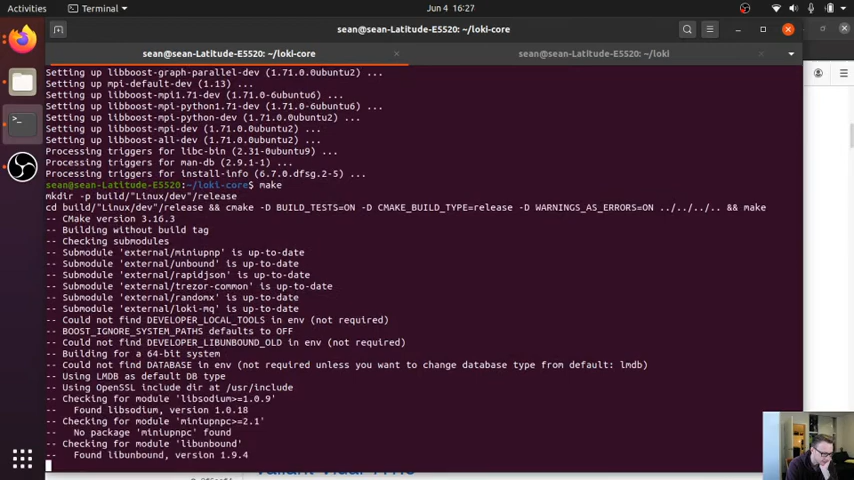 Activities
Terminal
Jun 4 16:27
sean@sean-Latitude-E5520: ~/loki-core
sean@sean-Latitude-E5520: ~/loki-core
sean@sean-Latitude-E5520: ~/loki
Setting up libboost-graph-parallel-dev (1.71.0.0ubuntu2) ...
Setting up mpi-default-dev (1.13) ...
Setting up libboost-mpi1.71-dev (1.71.0-6ubuntu6) ...
Setting up libboost-mpi-python1.71-dev (1.71.0-6ubuntu6) ...
Setting up libboost-mpi-python-dev (1.71.0.0ubuntu2) ...
Setting up libboost-mpi-dev (1.71.0.0ubuntu2) ...
Setting up libboost-all-dev (1.71.0.0ubuntu2) ...
Processing triggers for libc-bin (2.31-0ubuntu9) ...
Processing triggers for man-db (2.9.1-1) ...
Processing triggers for install-info (6.7.0.dfsg.2-5) ...
sean@sean-Latitude-E5520:~/loki-core$ make
mkdir -p build/"Linux/dev"/release
cd build/"Linux/dev"/release && cmake -D BUILD_TESTS=ON -D CMAKE_BUILD_TYPE=release -D WARNINGS_AS_ERRORS=ON ../../../.. && make
-- CMake version 3.16.3
-- Building without build tag
-- Checking submodules
-- Submodule 'external/miniupnp' is up-to-date
-- Submodule 'external/unbound' is up-to-date
-- Submodule 'external/rapidjson' is up-to-date
-- Submodule 'external/trezor-common' is up-to-date
-- Submodule 'external/randomx' is up-to-date
-- Submodule 'external/loki-mq' is up-to-date
-- Could not find DEVELOPER_LOCAL_TOOLS in env (not required)
-- BOOST_IGNORE_SYSTEM_PATHS defaults to OFF
-- Could not find DEVELOPER_LIBUNBOUND_OLD in env (not required)
-- Building for a 64-bit system
-- Could not find DATABASE in env (not required unless you want to change database type from default: lmdb)
-- Using LMDB as default DB type
-- Using OpenSSL include dir at /usr/include
-- Checking for module 'libsodium>=1.0.9'
--   Found libsodium, version 1.0.18
-- Checking for module 'miniupnpc>=2.1'
--   No package 'miniupnpc' found
-- Checking for module 'libunbound'
--   Found libunbound, version 1.9.4